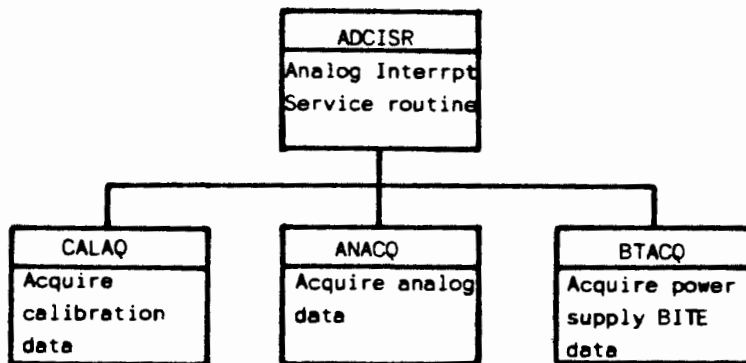 ADCISR
Analog Interrpt
Service routine
CALAQ
Acquire
calibration
data
ANACQ
Acquire analog
data
BTACQ
Acquire power
supply BITE
data